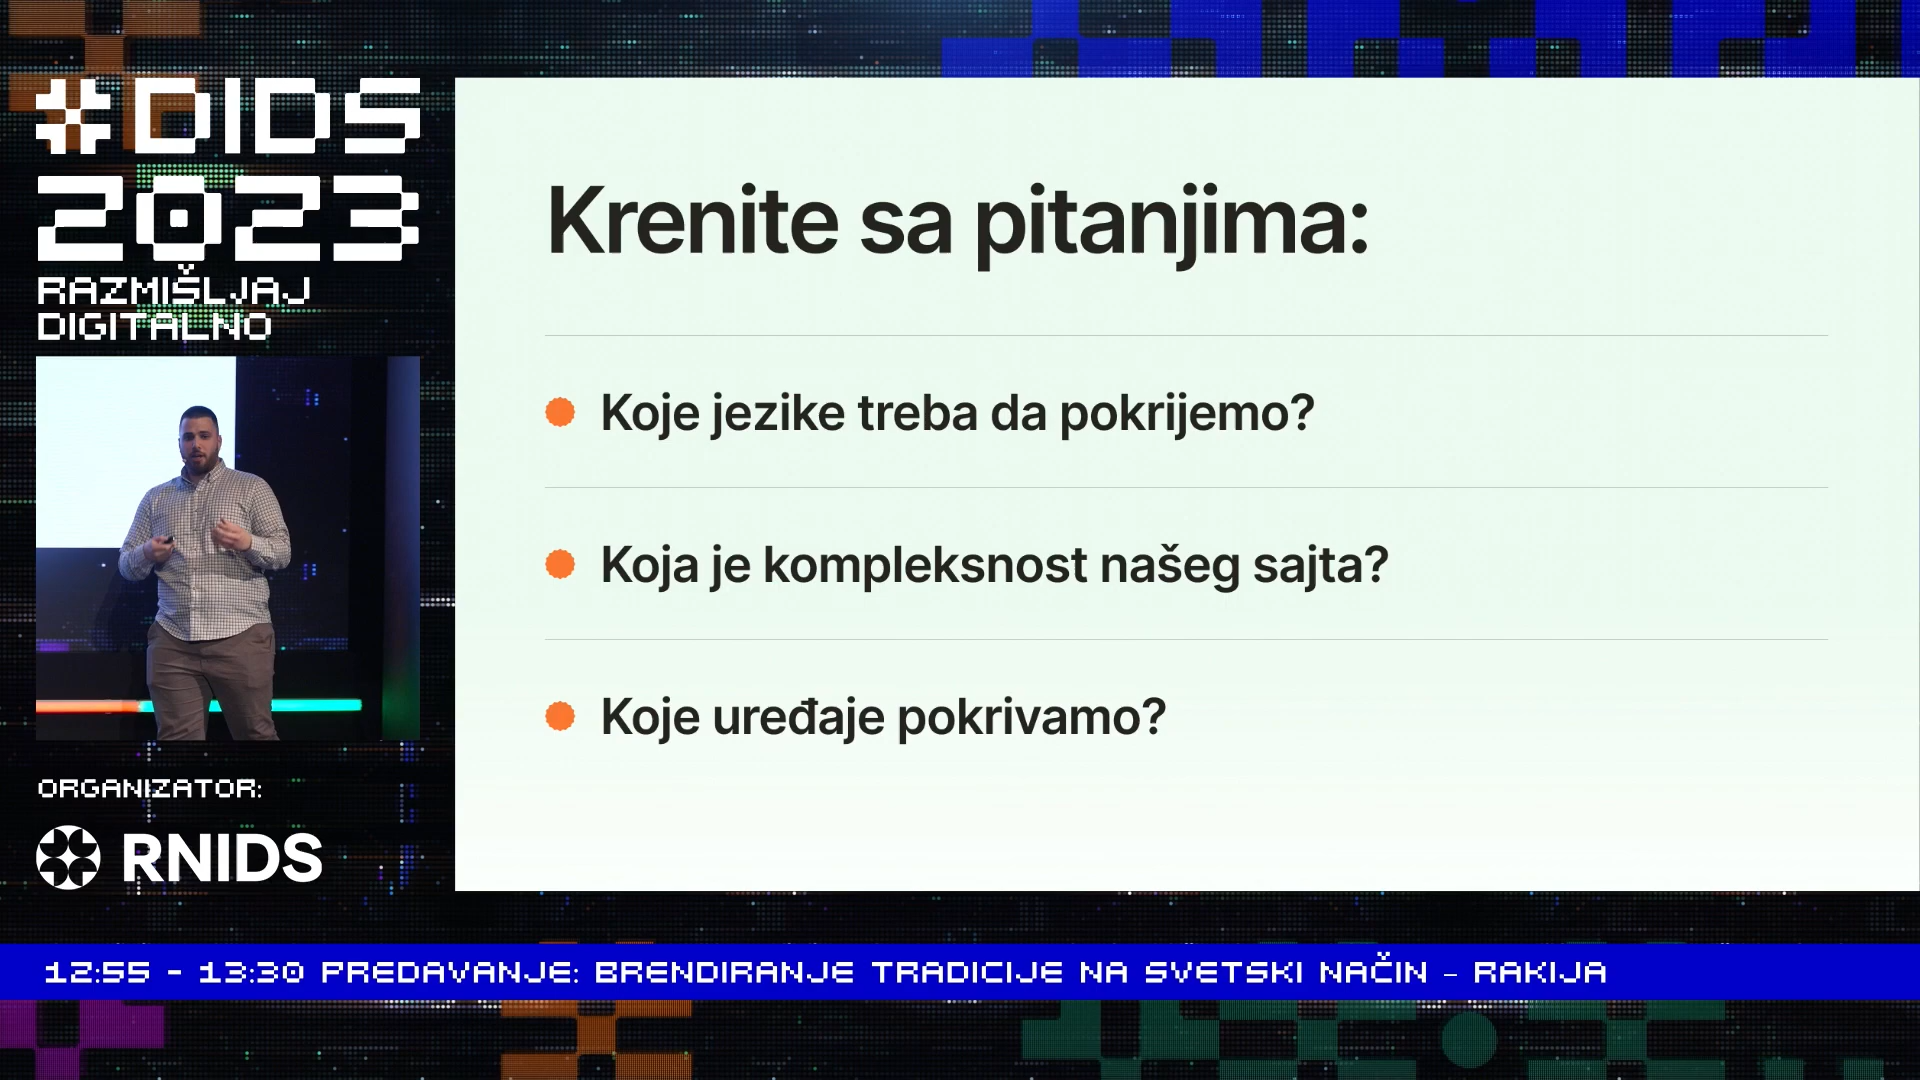 #DIDS
2023
RAZMIŠLJAJ
DIGITALNO
ORGANIZATOR:
RNIDS
Krenite sa pitanjima:
Koje jezike treba da pokrijemo?
Koja je kompleksnost našeg sajta?
Koje uređaje pokrivamo?
12:55 - 13:30 PREDAVANJE: BRENDIRANJE TRADICIJE NA SVETSKI NAČIN – RAKIJA